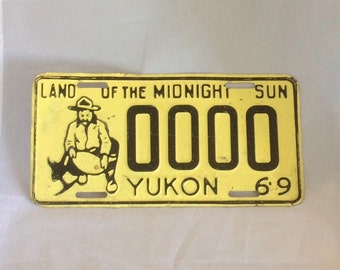 LAND OF THE MIDNIGHT SUN
0000
YUKON 69